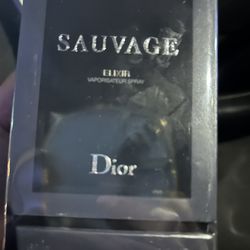 SAUVAGE
ELIXIR
VAPORISATEUR SPRAY
Dior